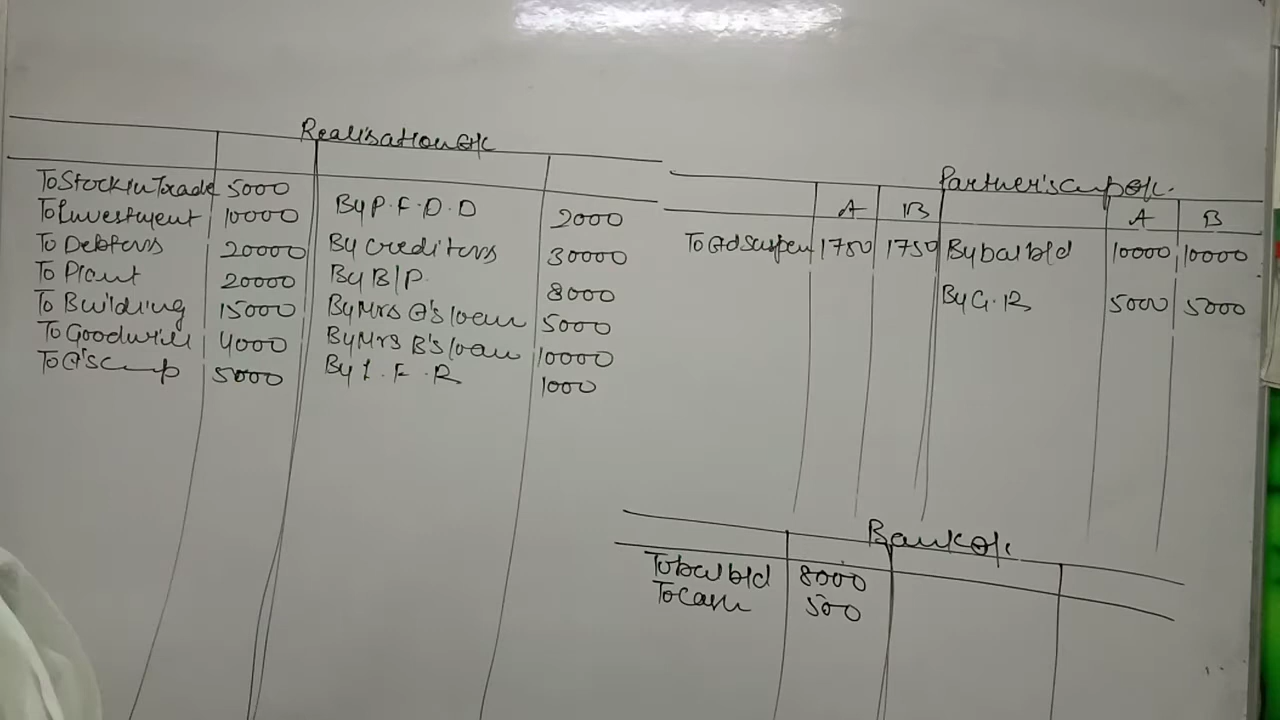 Realisation a/c
To Stock in Trade 5000
To Investment 10000
To Debtors 20000
To Plant 20000
To Building 15000
To Goodwill 4000
To A's cap 5000
By P.F.D.D 2000
By Creditors 30000
By B/P. 8000
By Mrs A's loan 5000
By Mrs B's loan 10000
By I.F.R 1000
Partner's cap a/c.
A B A B
To Ad suspen 1750 1750 By bal b/d 10000 10000
By G.R 5000 5000
Bank a/c
To bal b/d 8000
To Cash 500